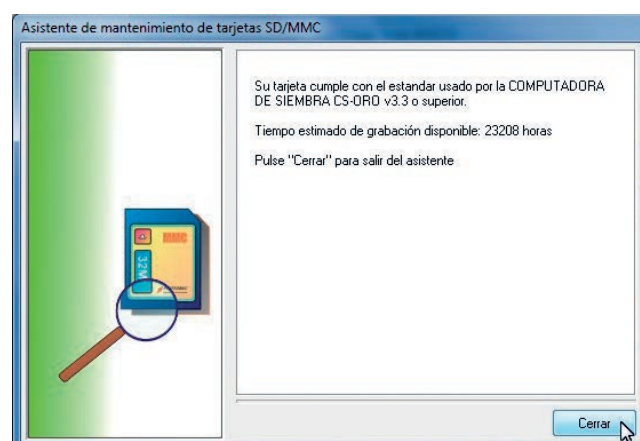 Asistente de mantenimiento de tarjetas SD/MMC
Su tarjeta cumple con el estandar usado por la COMPUTADORA
DE SIEMBRA CS-ORO v3.3 o superior.
Tiempo estimado de grabación disponible: 23208 horas
Pulse "Cerrar" para salir del asistente
MMC
32M
Cerrar